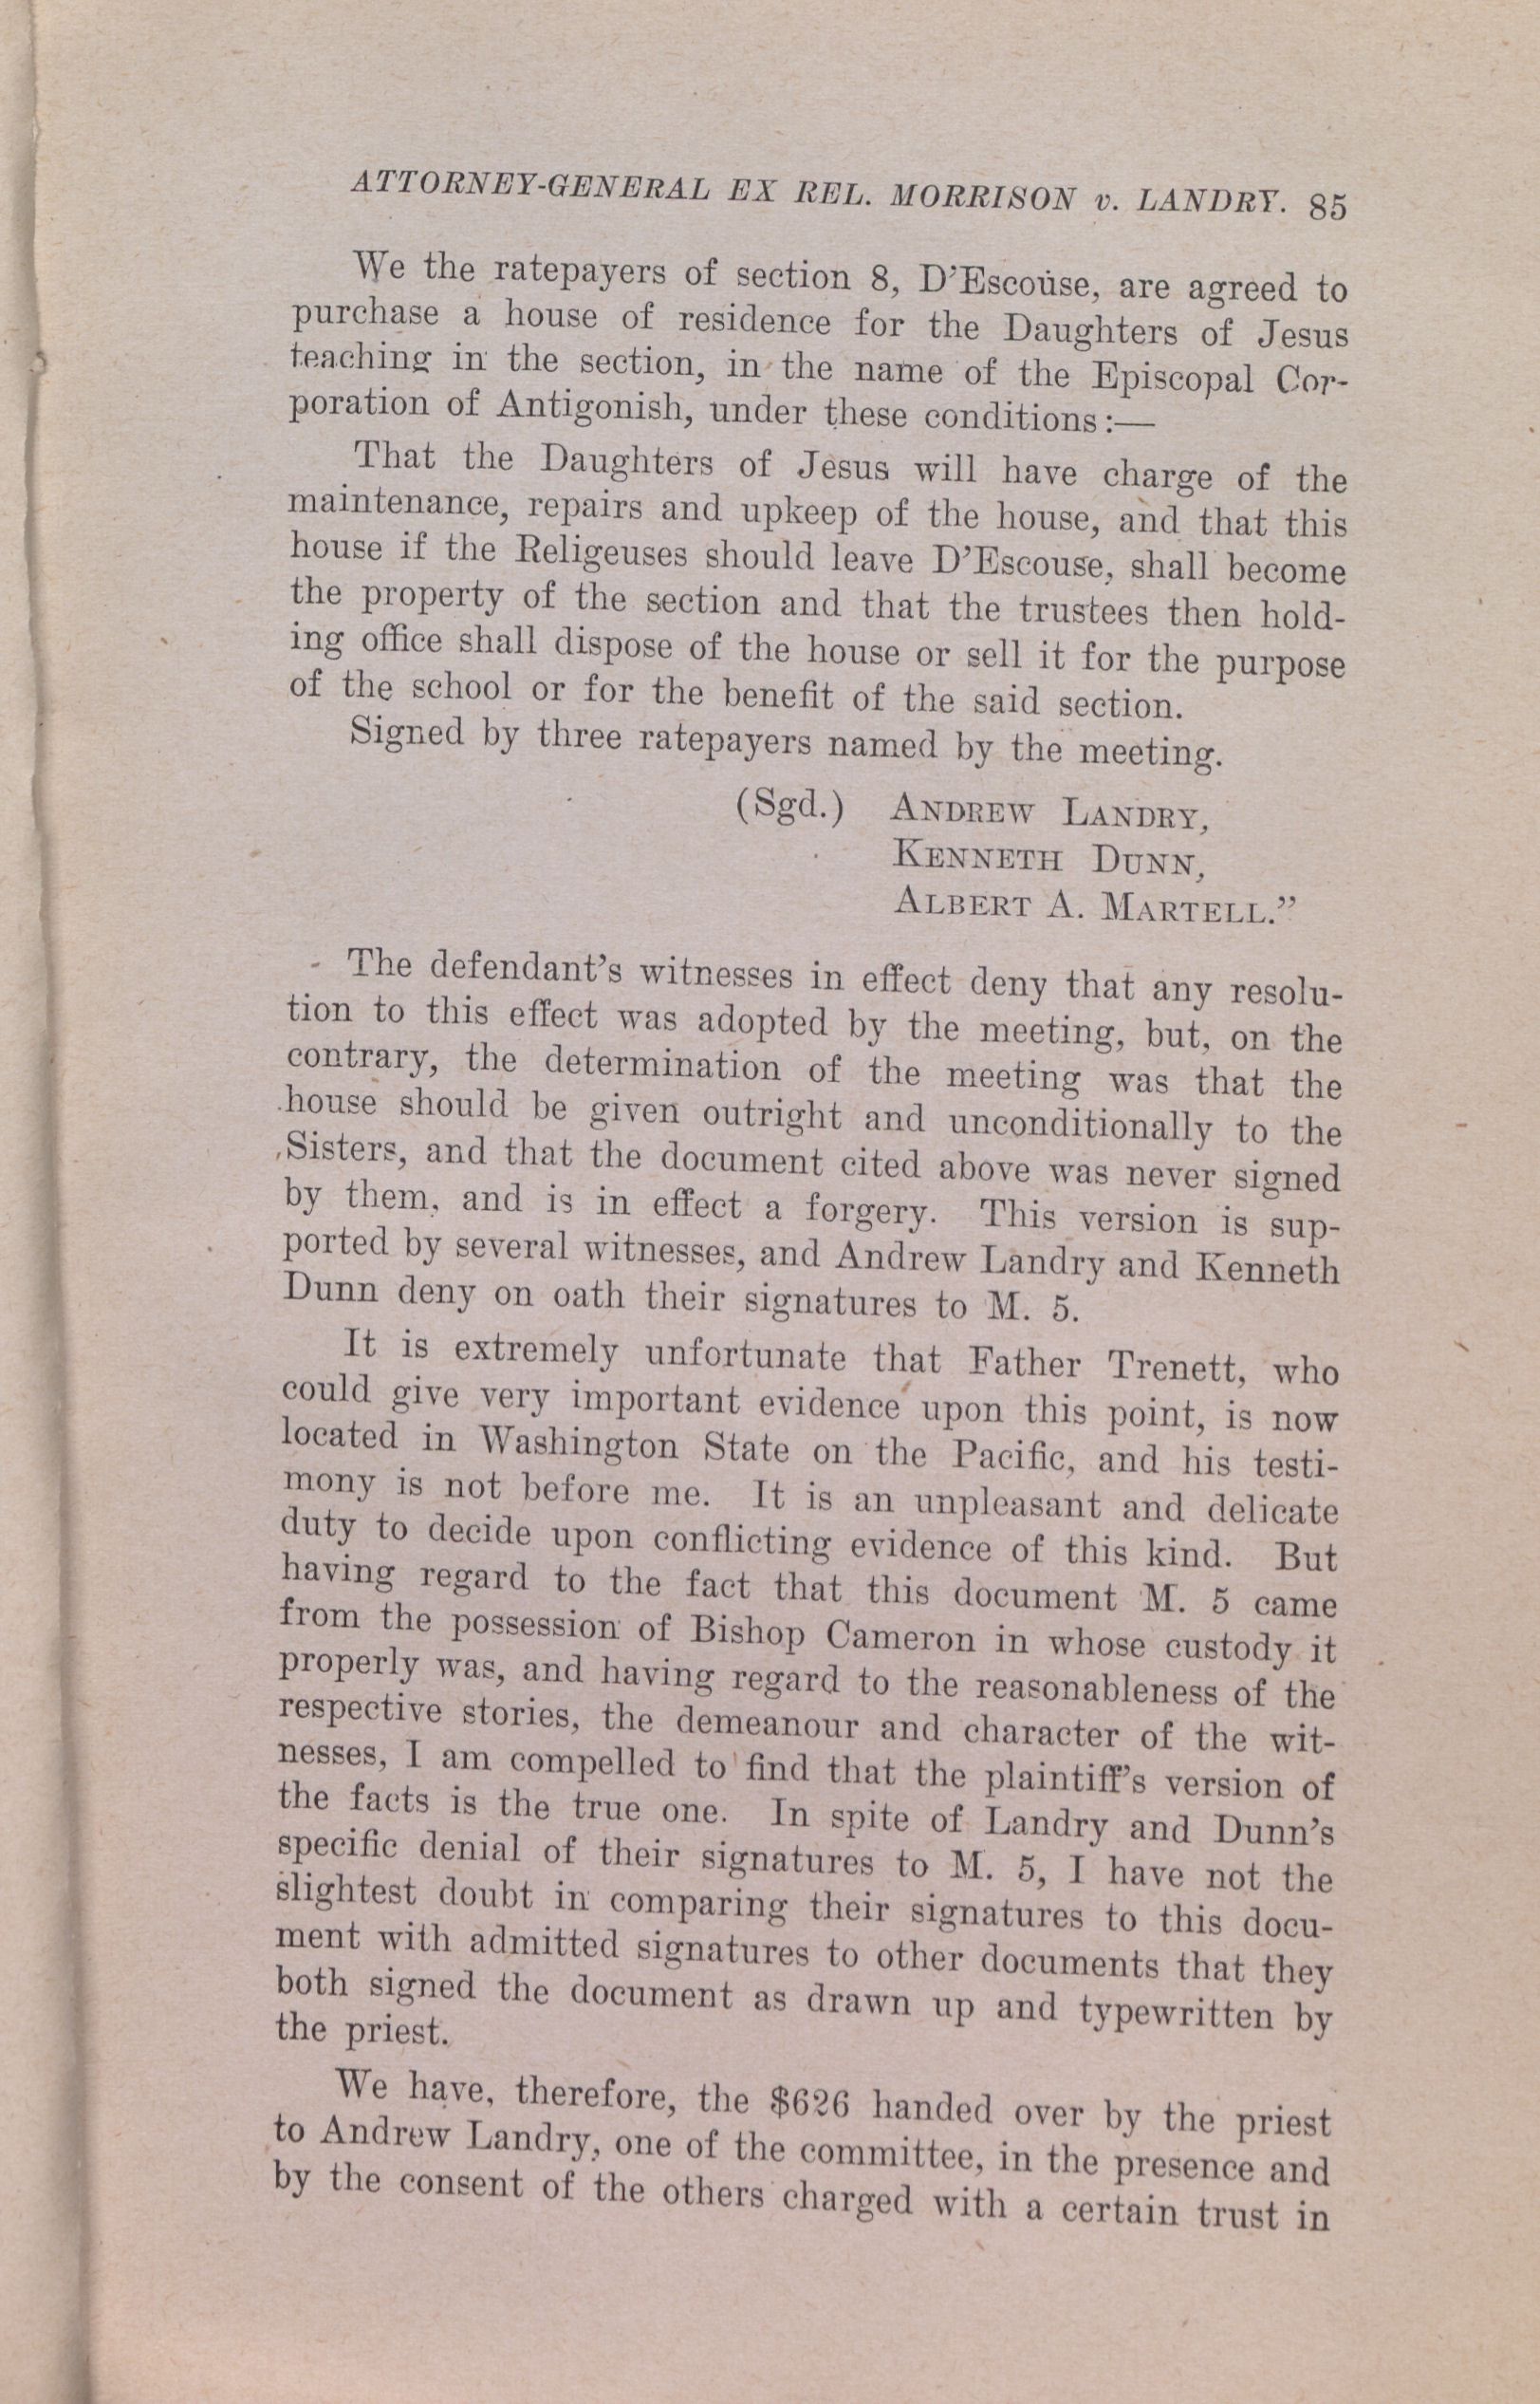 ATTORNEY-GENERAL EX REL. MORRISON v. LANDRY. 85
We the ratepayers of section 8, D'Escouse, are agreed to
purchase a house of residence for the Daughters of Jesus
teaching in the section, in the name of the Episcopal Cor-
poration of Antigonish, under these conditions:—
That the Daughters of Jesus will have charge of the
maintenance, repairs and upkeep of the house, and that this
house if the Religeuses should leave D'Escouse, shall become
the property of the section and that the trustees then hold-
ing office shall dispose of the house or sell it for the purpose
of the school or for the benefit of the said section.
Signed by three ratepayers named by the meeting.
(Sgd.) ANDREW LANDRY,
KENNETH DUNN,
ALBERT A. MARTELL."
The defendant's witnesses in effect deny that any resolu-
tion to this effect was adopted by the meeting, but, on the
contrary, the determination of the meeting was that the
house should be given outright and unconditionally to the
Sisters, and that the document cited above was never signed
by them, and is in effect a forgery. This version is sup-
ported by several witnesses, and Andrew Landry and Kenneth
Dunn deny on oath their signatures to M. 5.
It is extremely unfortunate that Father Trenett, who
could give very important evidence upon this point, is now
located in Washington State on the Pacific, and his testi-
mony is not before me. It is an unpleasant and delicate
duty to decide upon conflicting evidence of this kind. But
having regard to the fact that this document M. 5 came
from the possession of Bishop Cameron in whose custody it
properly was, and having regard to the reasonableness of the
respective stories, the demeanour and character of the wit-
nesses, I am compelled to find that the plaintiff's version of
the facts is the true one. In spite of Landry and Dunn's
specific denial of their signatures to M. 5, I have not the
slightest doubt in comparing their signatures to this docu-
ment with admitted signatures to other documents that they
both signed the document as drawn up and typewritten by
the priest.
We have, therefore, the $626 handed over by the priest
to Andrew Landry, one of the committee, in the presence and
by the consent of the others charged with a certain trust in